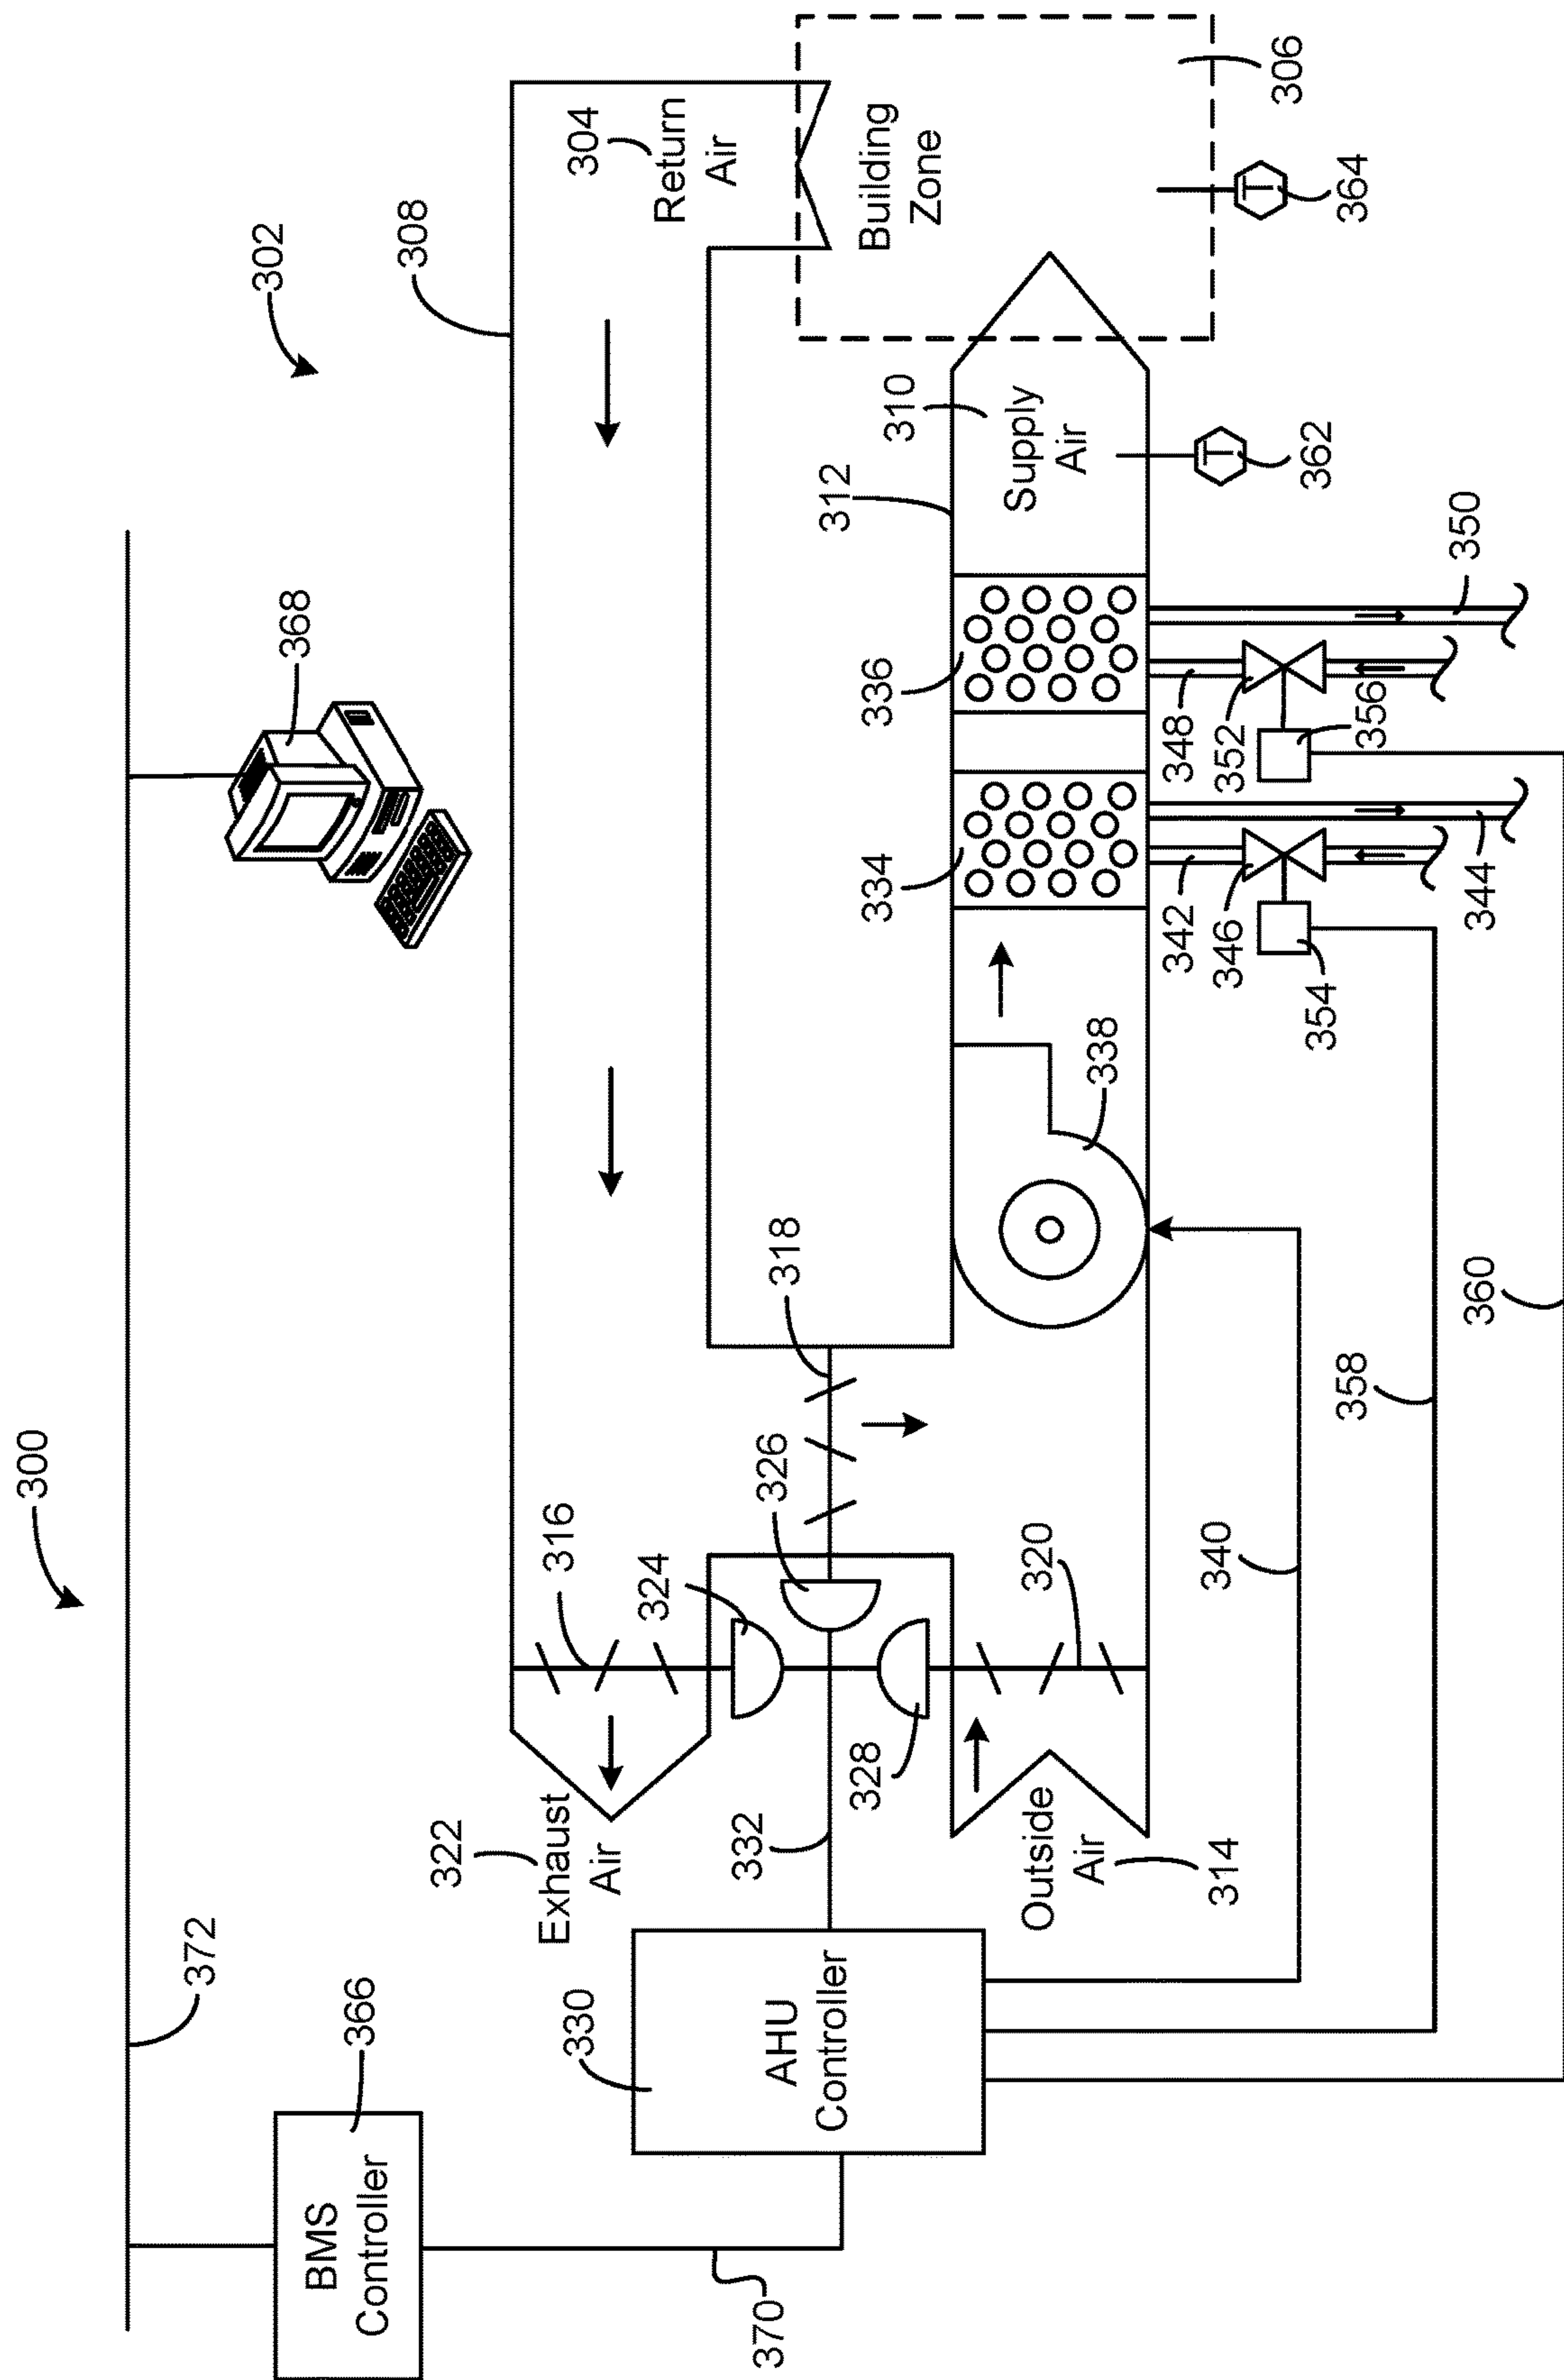 300
372
BMS
Controller
366
370
368
302
308
304
Return
Air
Building
Zone
306
364
322
Exhaust
Air
316
324
326
318
332
328
330
AHU
Controller
Outside
Air
314
320
338
334
336
312
310
Supply
Air
362
T
T
342
346
354
344
348
352
356
350
340
358
360